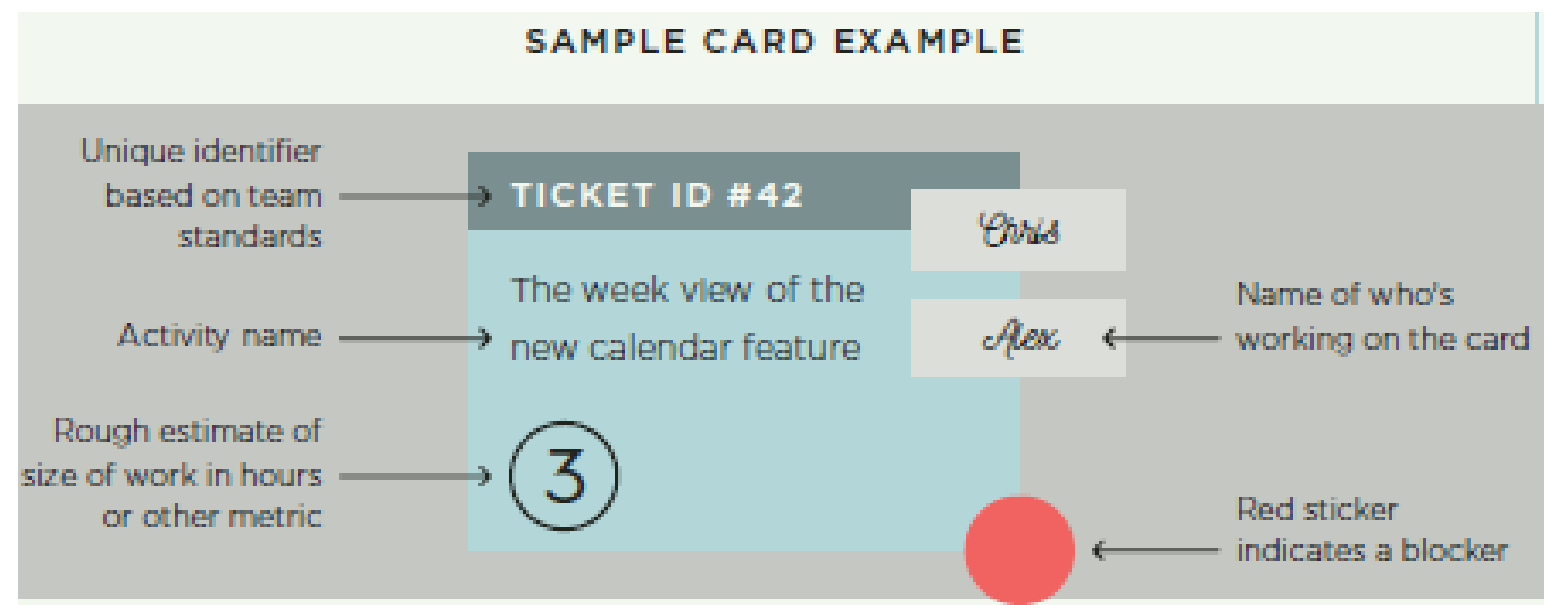 SAMPLE CARD EXAMPLE
Unique identifier
based on team
standards
TICKET ID #42
Chris
The week view of the
new calendar feature
Activity name
Alex
Name of who's
working on the card
Rough estimate of
size of work in hours
or other metric
3
Red sticker
indicates a blocker